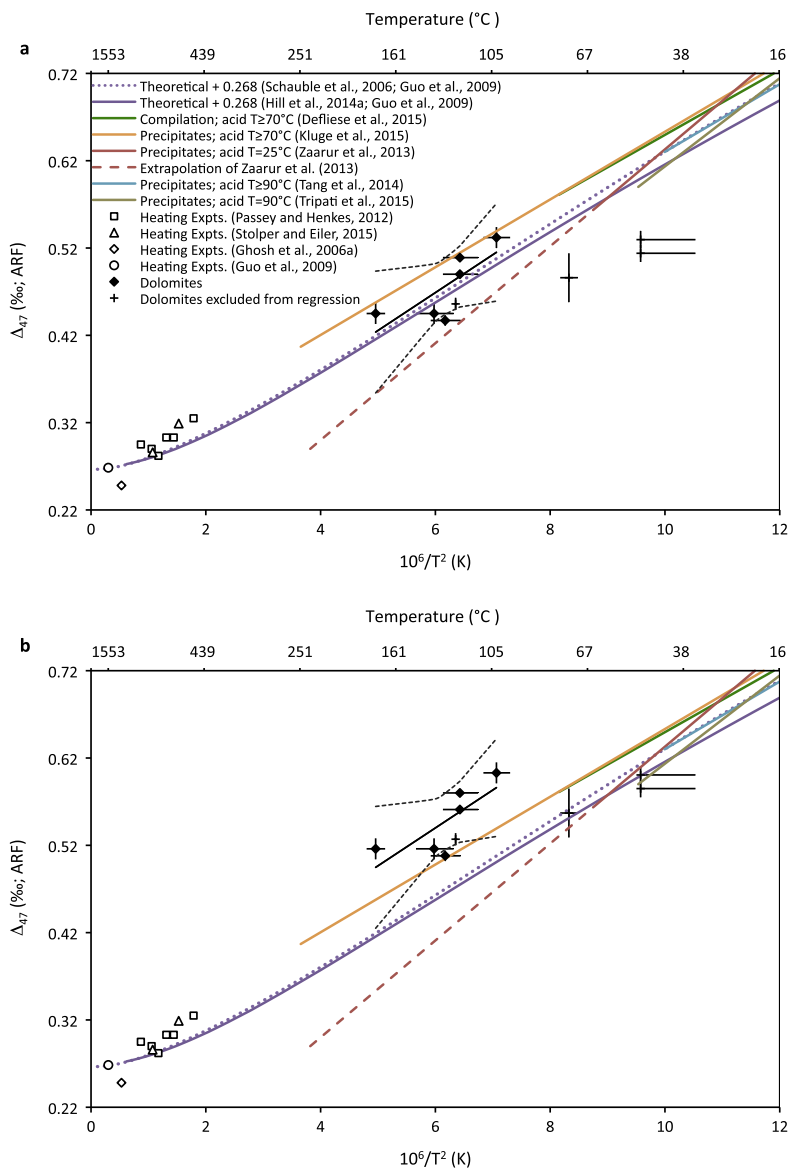 Temperature (°C )
a
1553 439 251 161 105 67 38 16
0.72
Theoretical + 0.268 (Schauble et al., 2006; Guo et al., 2009)
Theoretical + 0.268 (Hill et al., 2014a; Guo et al., 2009)
Compilation; acid T≥70°C (Defliese et al., 2015)
Precipitates; acid T≥70°C (Kluge et al., 2015)
Precipitates; acid T=25°C (Zaarur et al., 2013)
Extrapolation of Zaarur et al. (2013)
Precipitates; acid T≥90°C (Tang et al., 2014)
Precipitates; acid T=90°C (Tripati et al., 2015)
Heating Expts. (Passey and Henkes, 2012)
Heating Expts. (Stolper and Eiler, 2015)
Heating Expts. (Ghosh et al., 2006a)
Heating Expts. (Guo et al., 2009)
Dolomites
Dolomites excluded from regression
0.62
0.52
0.42
0.32
0.22
Δ47 (‰; ARF)
0 2 4 6 8 10 12
10⁶/T² (K)
Temperature (°C )
b
1553 439 251 161 105 67 38 16
0.72
0.62
0.52
0.42
0.32
0.22
Δ47 (‰; ARF)
0 2 4 6 8 10 12
10⁶/T² (K)